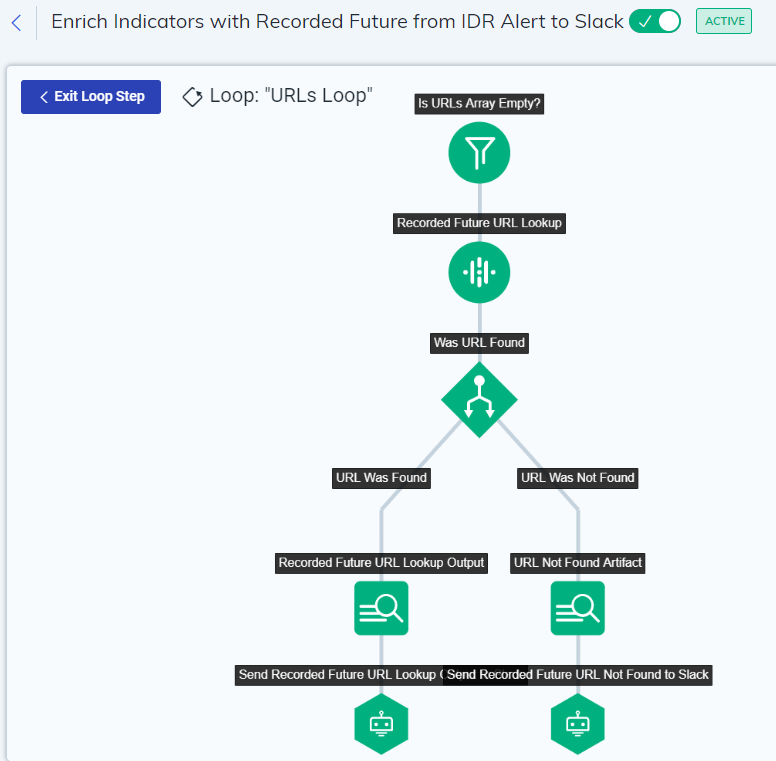 Enrich Indicators with Recorded Future from IDR Alert to Slack
ACTIVE
Exit Loop Step
Loop: "URLs Loop"
Is URLs Array Empty?
Recorded Future URL Lookup
Was URL Found
URL Was Found
URL Was Not Found
Recorded Future URL Lookup Output
URL Not Found Artifact
Send Recorded Future URL Lookup
Send Recorded Future URL Not Found to Slack